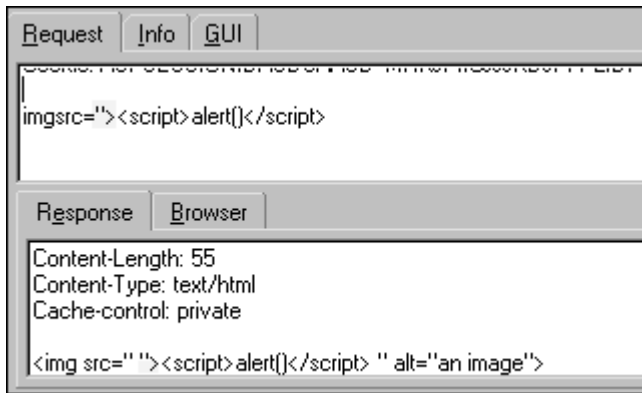 Request Info GUI
imgsrc="><script>alert()</script>
Response Browser
Content-Length: 55
Content-Type: text/html
Cache-control: private
<img src=" "><script>alert()</script> " alt="an image">